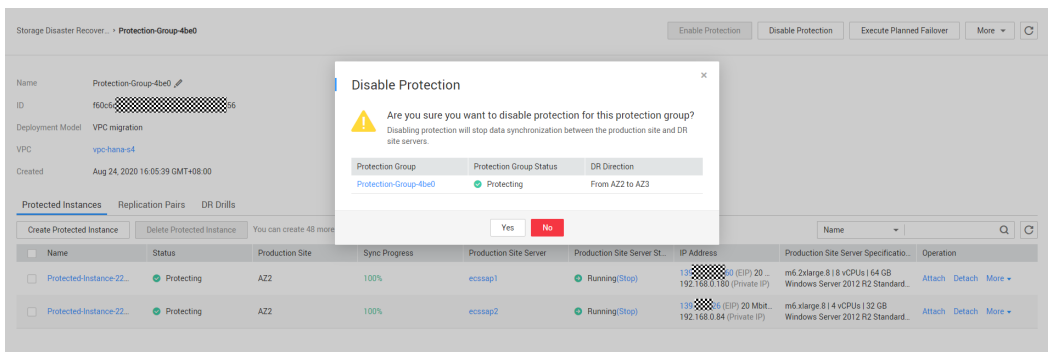 Storage Disaster Recover... › Protection-Group-4be0
Enable Protection Disable Protection Execute Planned Failover More
Name Protection-Group-4be0
ID f60c6 56
Deployment Model VPC migration
VPC vpc-hana-s4
Created Aug 24, 2020 16:05:39 GMT+08:00
Disable Protection
Are you sure you want to disable protection for this protection group?
Disabling protection will stop data synchronization between the production site and DR
site servers.
Protection Group Protection Group Status DR Direction
Protection-Group-4be0 Protecting From AZ2 to AZ3
Yes No
Protected Instances Replication Pairs DR Drills
Create Protected Instance Delete Protected Instance You can create 48 more
Name
Name Status Production Site Sync Progress Production Site Server Production Site Server St... IP Address Production Site Server Specificatio... Operation
Protected-Instance-22... Protecting AZ2 100% ecssap1 Running(Stop) 139 60 (EIP) 20 ... m6.2xlarge.8 | 8 vCPUs | 64 GB Attach Detach More
192.168.0.180 (Private IP) Windows Server 2012 R2 Standard...
Protected-Instance-22... Protecting AZ2 100% ecssap2 Running(Stop) 139. 26 (EIP) 20 Mbit... m6.xlarge.8 | 4 vCPUs | 32 GB Attach Detach More
192.168.0.84 (Private IP) Windows Server 2012 R2 Standard...